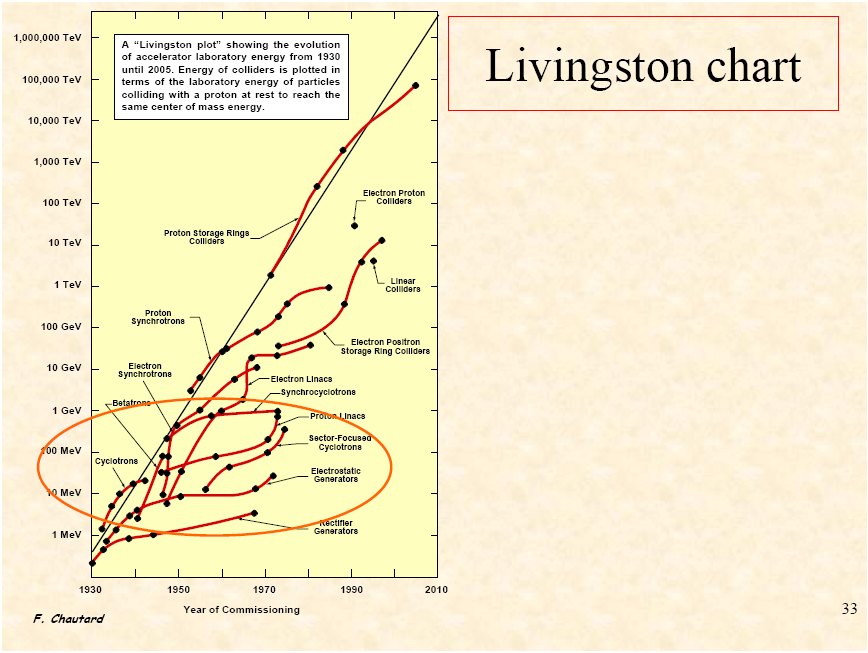 Livingston chart
A “Livingston plot” showing the evolution
of accelerator laboratory energy from 1930
until 2005. Energy of colliders is plotted in
terms of the laboratory energy of particles
colliding with a proton at rest to reach the
same center of mass energy.
1,000,000 TeV
100,000 TeV
10,000 TeV
1,000 TeV
100 TeV
10 TeV
1 TeV
100 GeV
10 GeV
1 GeV
100 MeV
10 MeV
1 MeV
Electron Proton
Colliders
Proton Storage Rings
Colliders
Linear
Colliders
Proton
Synchrotrons
Electron Positron
Storage Ring Colliders
Electron
Synchrotrons
Electron Linacs
Synchrocyclotrons
Betatrons
Proton Linacs
Sector-Focused
Cyclotrons
Cyclotrons
Electrostatic
Generators
Rectifier
Generators
1930 1950 1970 1990 2010
Year of Commissioning
F. Chautard
33